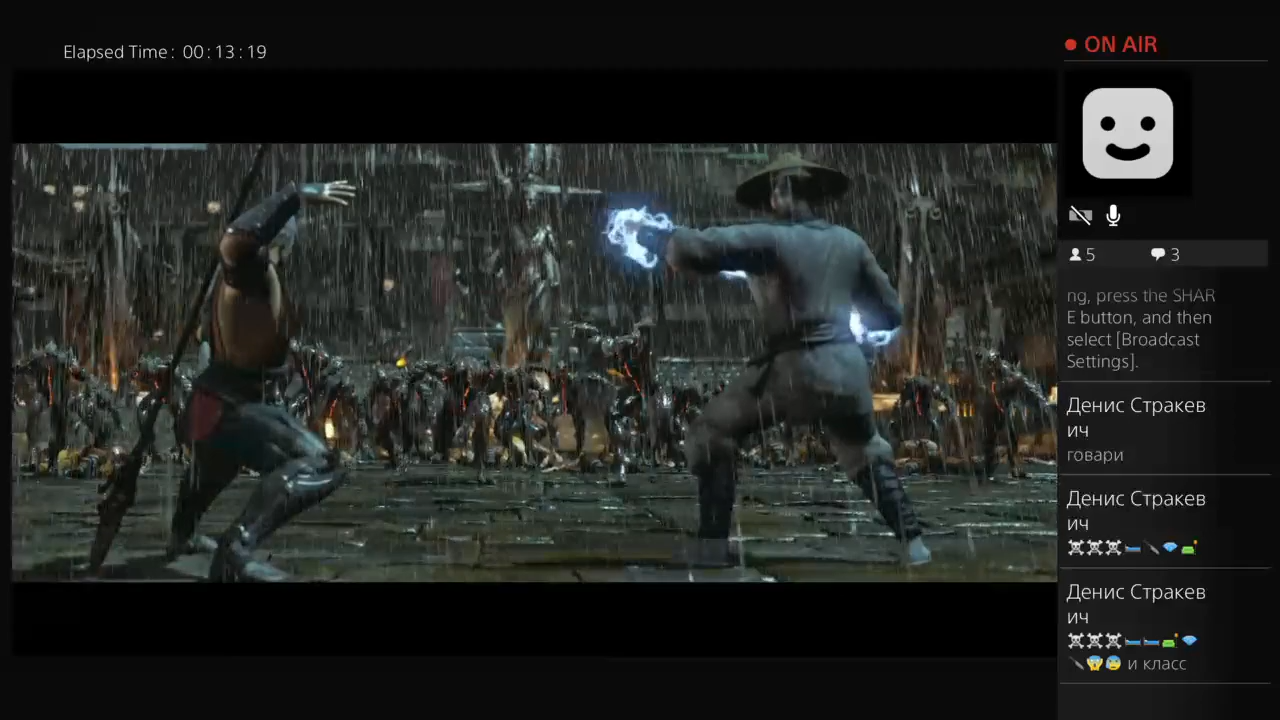 Elapsed Time: 00:13:19
ON AIR
5 3
ng, press the SHAR
E button, and then
select [Broadcast
Settings].
Денис Стракев
ич
говари
Денис Стракев
ич
☠☠☠🛏🔪💎🛋
Денис Стракев
ич
☠☠☠🛏🛏🛋💎
🔪😱😰 и класс